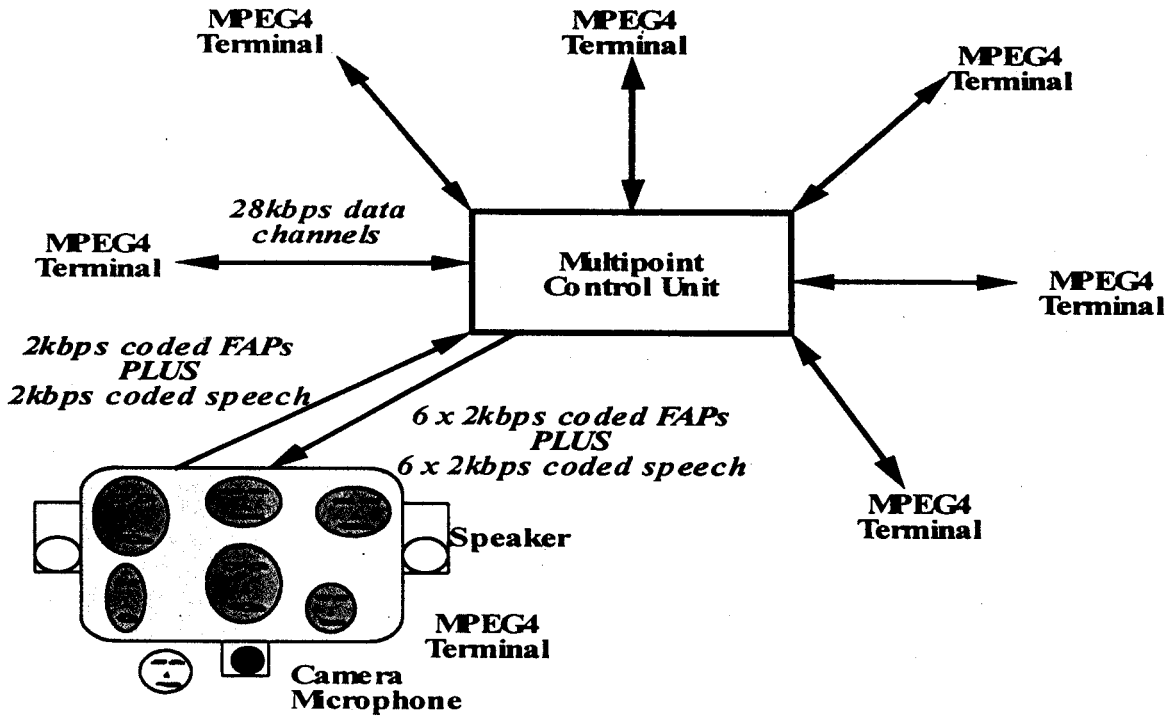 MPEG4
Terminal
MPEG4
Terminal
MPEG4
Terminal
28kbps data
channels
MPEG4
Terminal
Multipoint
Control Unit
MPEG4
Terminal
2kbps coded FAPs
PLUS
2kbps coded speech
6 x 2kbps coded FAPs
PLUS
6 x 2kbps coded speech
MPEG4
Terminal
Speaker
MPEG4
Terminal
Camera
Microphone